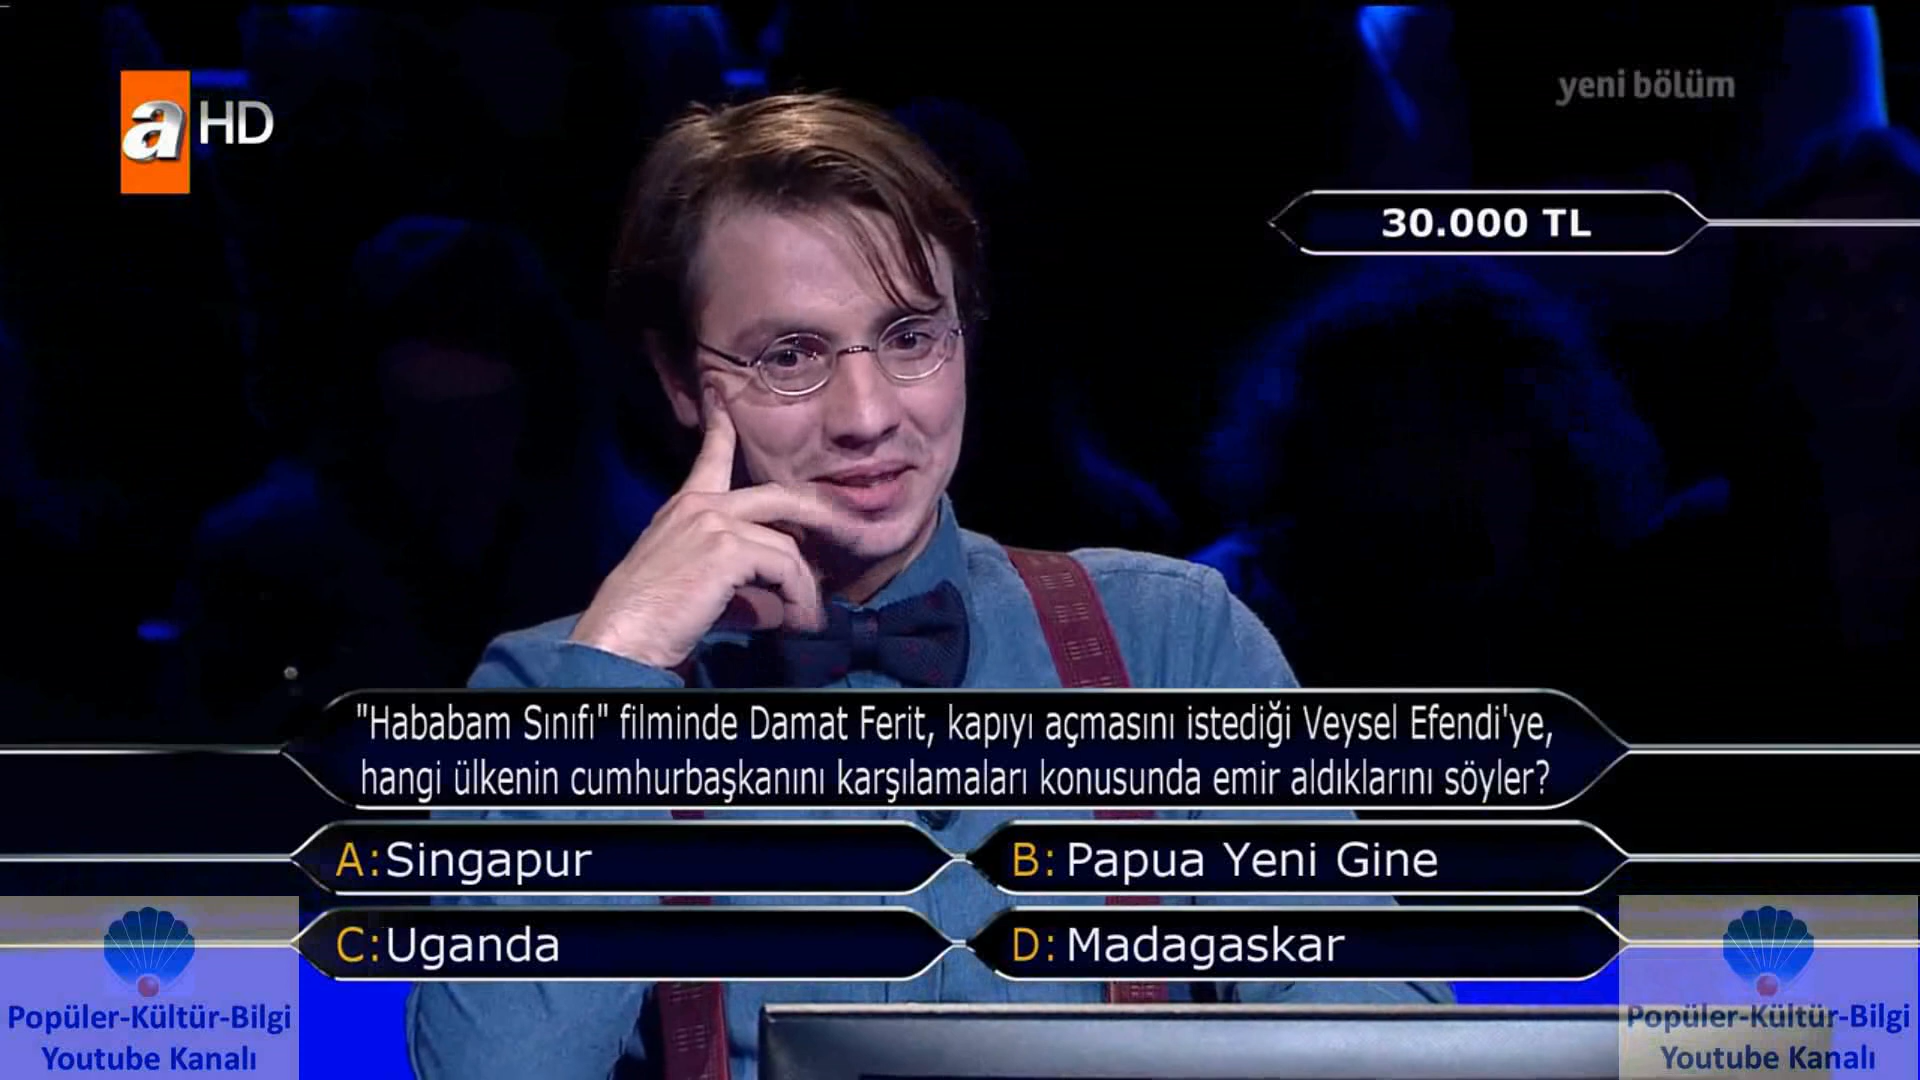 a HD
yeni bölüm
30.000 TL
"Hababam Sınıfı" filminde Damat Ferit, kapıyı açmasını istediği Veysel Efendi'ye,
hangi ülkenin cumhurbaşkanını karşılamaları konusunda emir aldıklarını söyler?
A:Singapur
B: Papua Yeni Gine
C:Uganda
D: Madagaskar
Popüler-Kültür-Bilgi
Youtube Kanalı
Popüler-Kültür-Bilgi
Youtube Kanalı